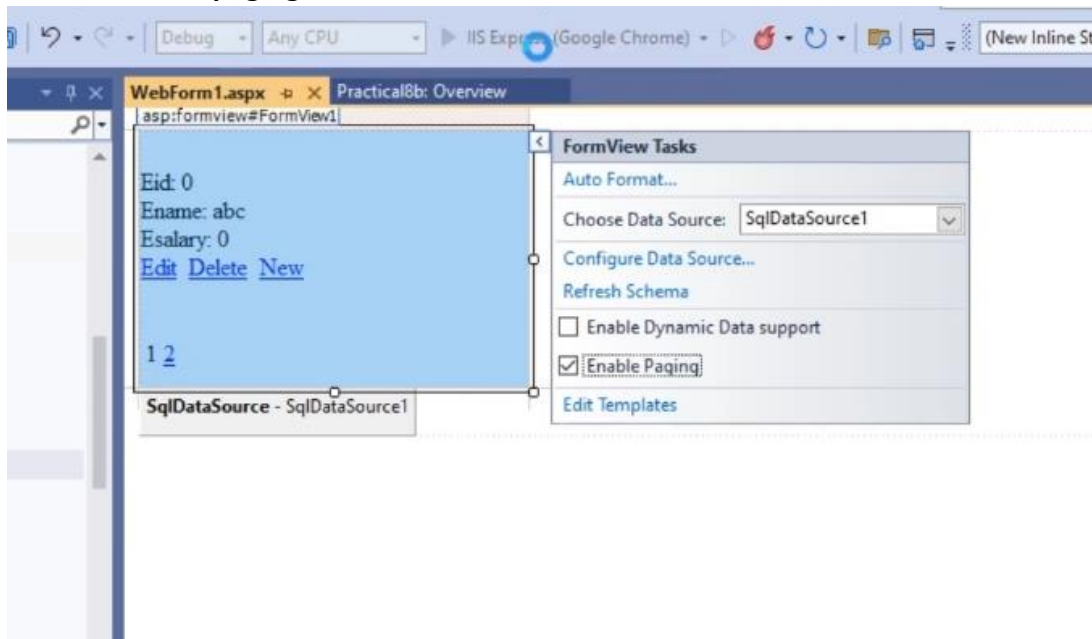 Debug Any CPU IIS Express (Google Chrome) (New Inline St
WebForm1.aspx Practical8b: Overview
asp:formview#FormView1
Eid: 0
Ename: abc
Esalary: 0
Edit Delete New
1 2
SqlDataSource - SqlDataSource1
FormView Tasks
Auto Format...
Choose Data Source: SqlDataSource1
Configure Data Source...
Refresh Schema
Enable Dynamic Data support
Enable Paging
Edit Templates